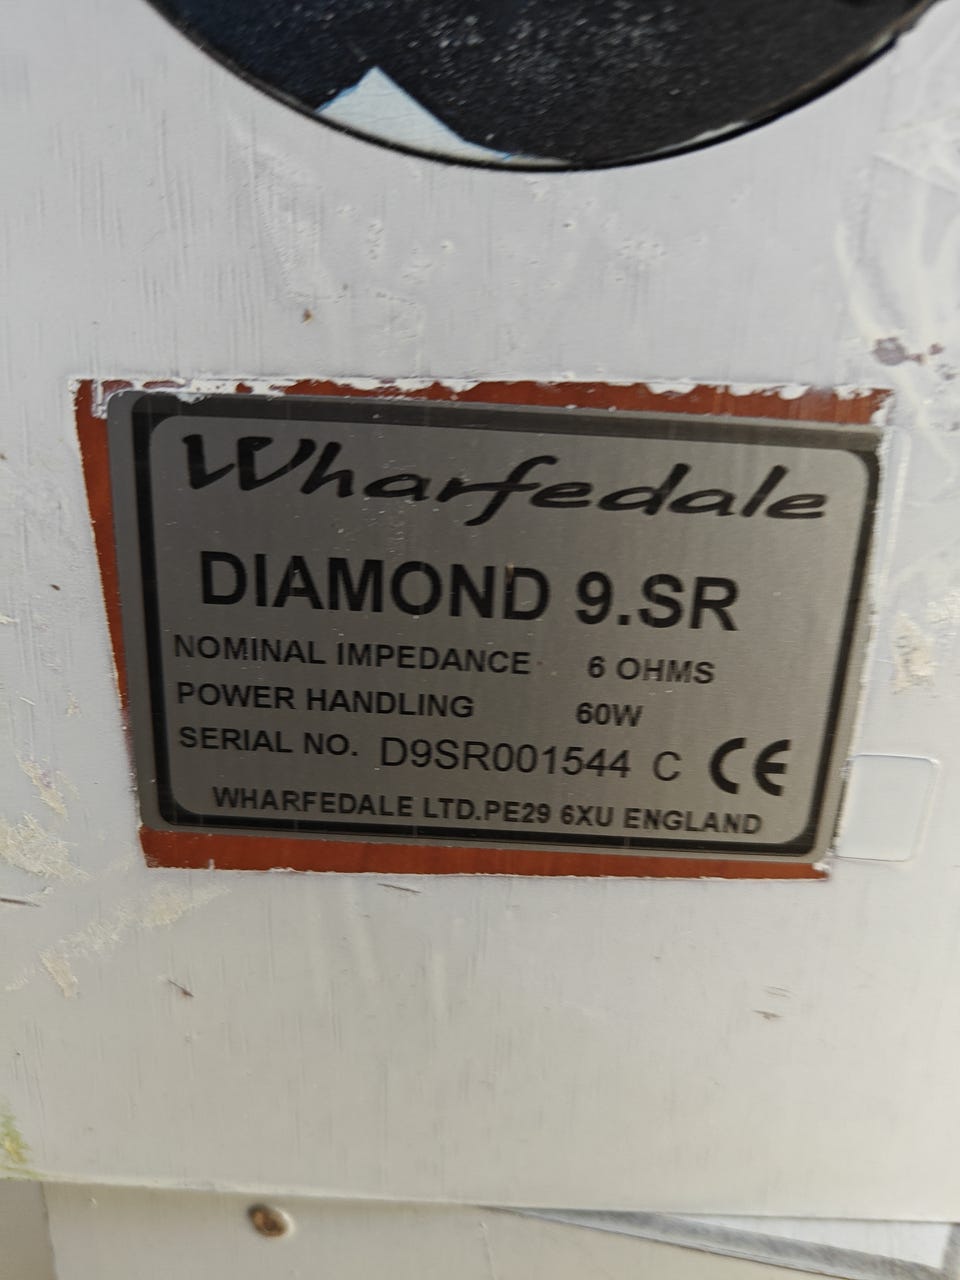 Wharfedale
DIAMOND 9.SR
NOMINAL IMPEDANCE 6 OHMS
POWER HANDLING 60W
SERIAL NO. D9SR001544 C CE
WHARFEDALE LTD.PE29 6XU ENGLAND